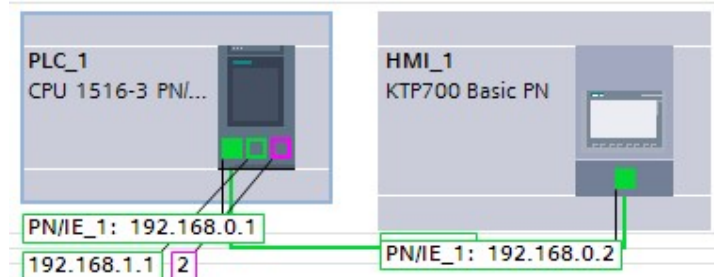 PLC_1
CPU 1516-3 PN/...
HMI_1
KTP700 Basic PN
PN/IE_1: 192.168.0.1
192.168.1.1
2
PN/IE_1: 192.168.0.2